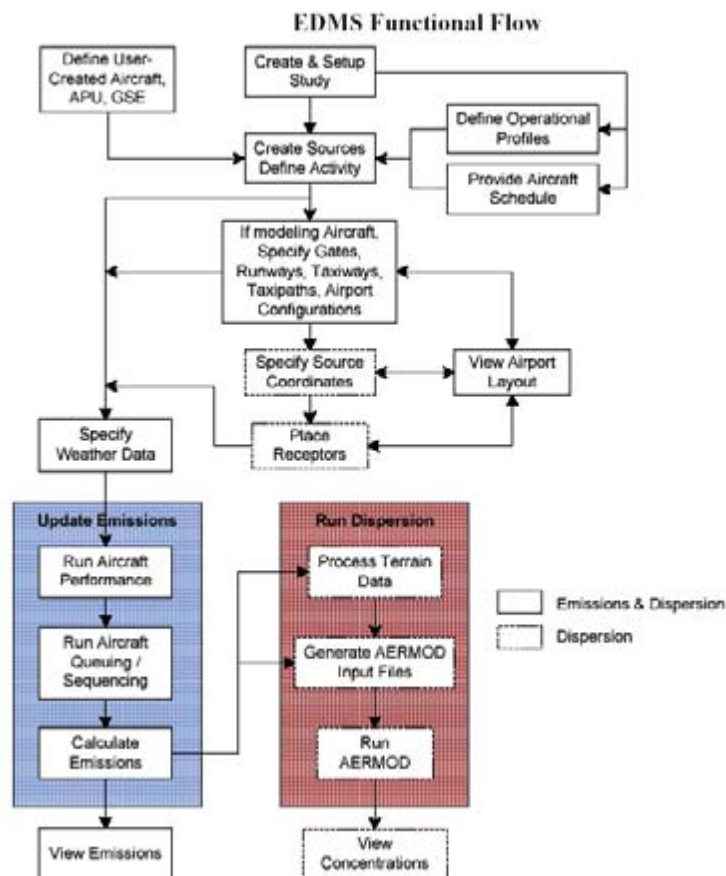 EDMS Functional Flow
Define User-
Created Aircraft,
APU, GSE
Create & Setup
Study
Define Operational
Profiles
Create Sources
Define Activity
Provide Aircraft
Schedule
If modeling Aircraft,
Specify Gates,
Runways, Taxiways,
Taxipaths, Airport
Configurations
Specify Source
Coordinates
View Airport
Layout
Specify
Weather Data
Place
Receptors
Update Emissions
Run Aircraft
Performance
Run Aircraft
Queuing /
Sequencing
Calculate
Emissions
View Emissions
Run Dispersion
Process Terrain
Data
Generate AERMOD
Input Files
Run
AERMOD
View
Concentrations
Emissions & Dispersion
Dispersion